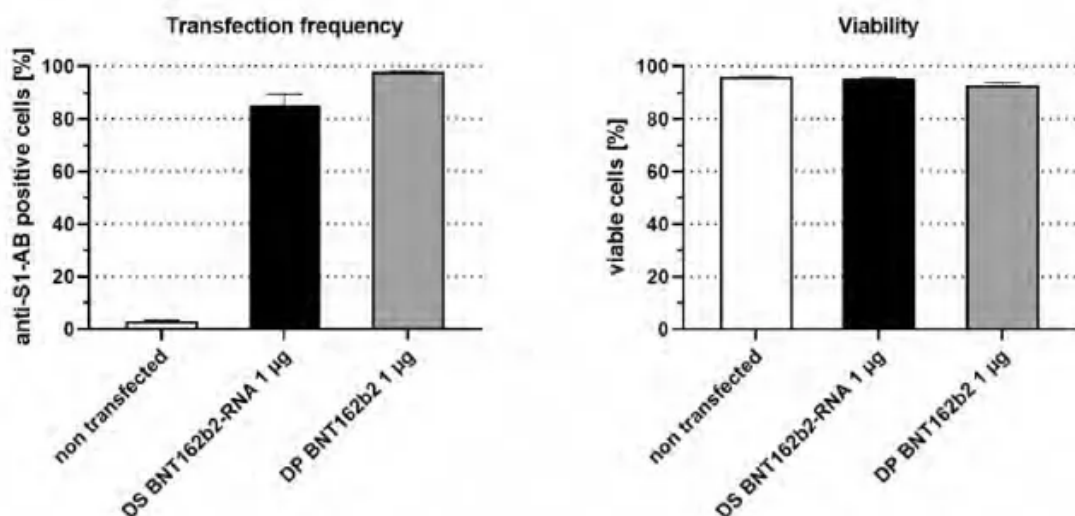 Transfection frequency
anti-S1-AB positive cells [%]
100
80
60
40
20
0
non transfected
DS BNT162b2-RNA 1 µg
DP BNT162b2 1 µg
Viability
viable cells [%]
100
80
60
40
20
0
non transfected
DS BNT162b2-RNA 1 µg
DP BNT162b2 1 µg